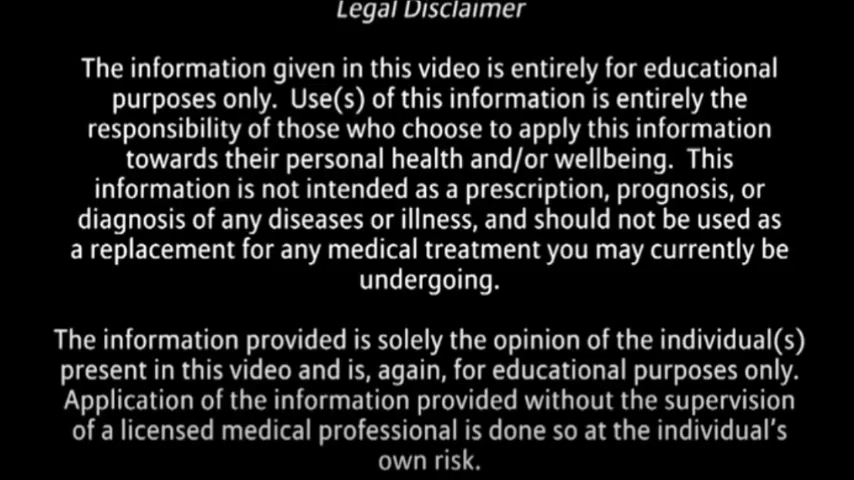 Legal Disclaimer
The information given in this video is entirely for educational
purposes only. Use(s) of this information is entirely the
responsibility of those who choose to apply this information
towards their personal health and/or wellbeing. This
information is not intended as a prescription, prognosis, or
diagnosis of any diseases or illness, and should not be used as
a replacement for any medical treatment you may currently be
undergoing.
The information provided is solely the opinion of the individual(s)
present in this video and is, again, for educational purposes only.
Application of the information provided without the supervision
of a licensed medical professional is done so at the individual's
own risk.